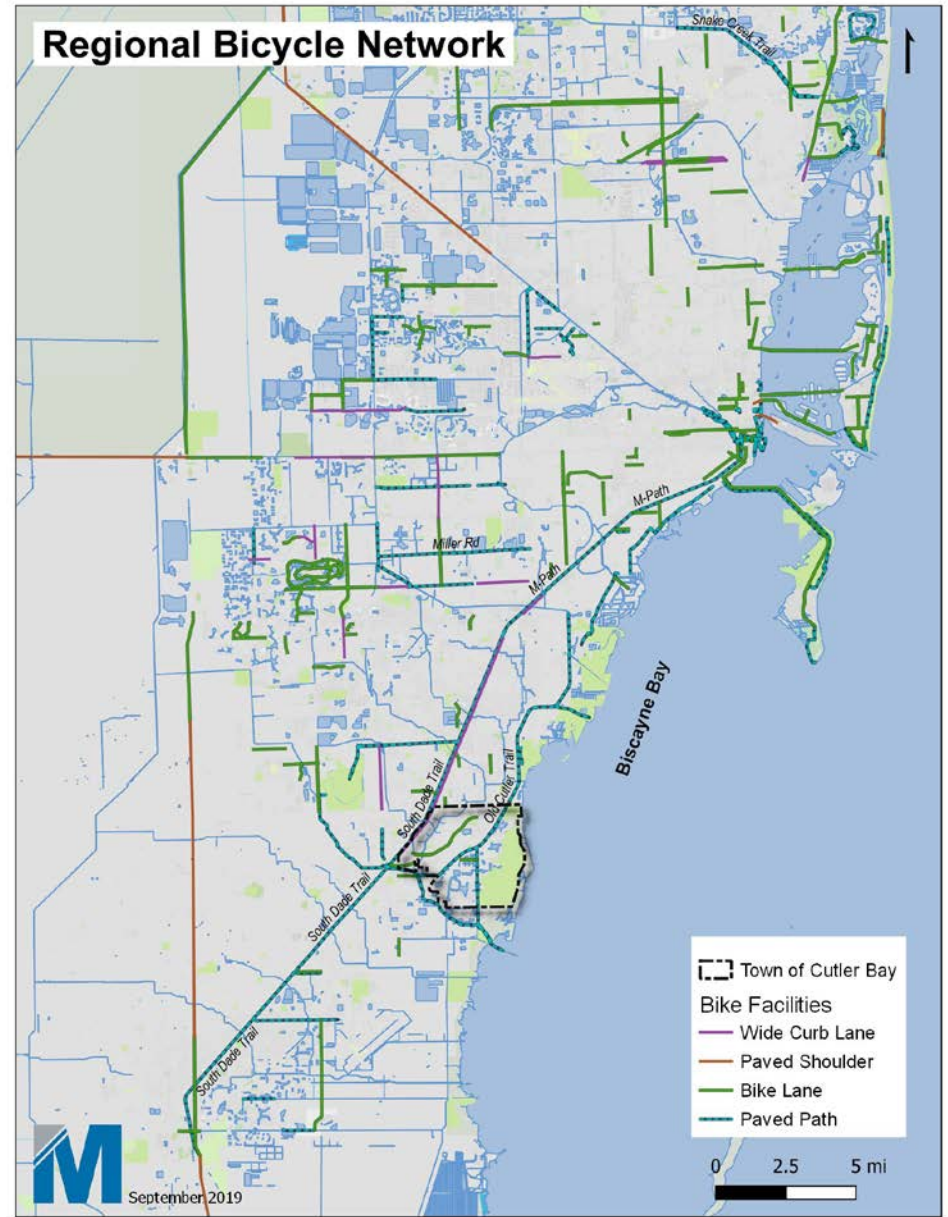 Regional Bicycle Network
Snake Creek Trail
M-Path
Miller Rd
M-Path
Biscayne Bay
South Dade Trail
Old Cutler Trail
South Dade Trail
South Dade Trail
Town of Cutler Bay
Bike Facilities
Wide Curb Lane
Paved Shoulder
Bike Lane
Paved Path
0 2.5 5 mi
M
September 2019